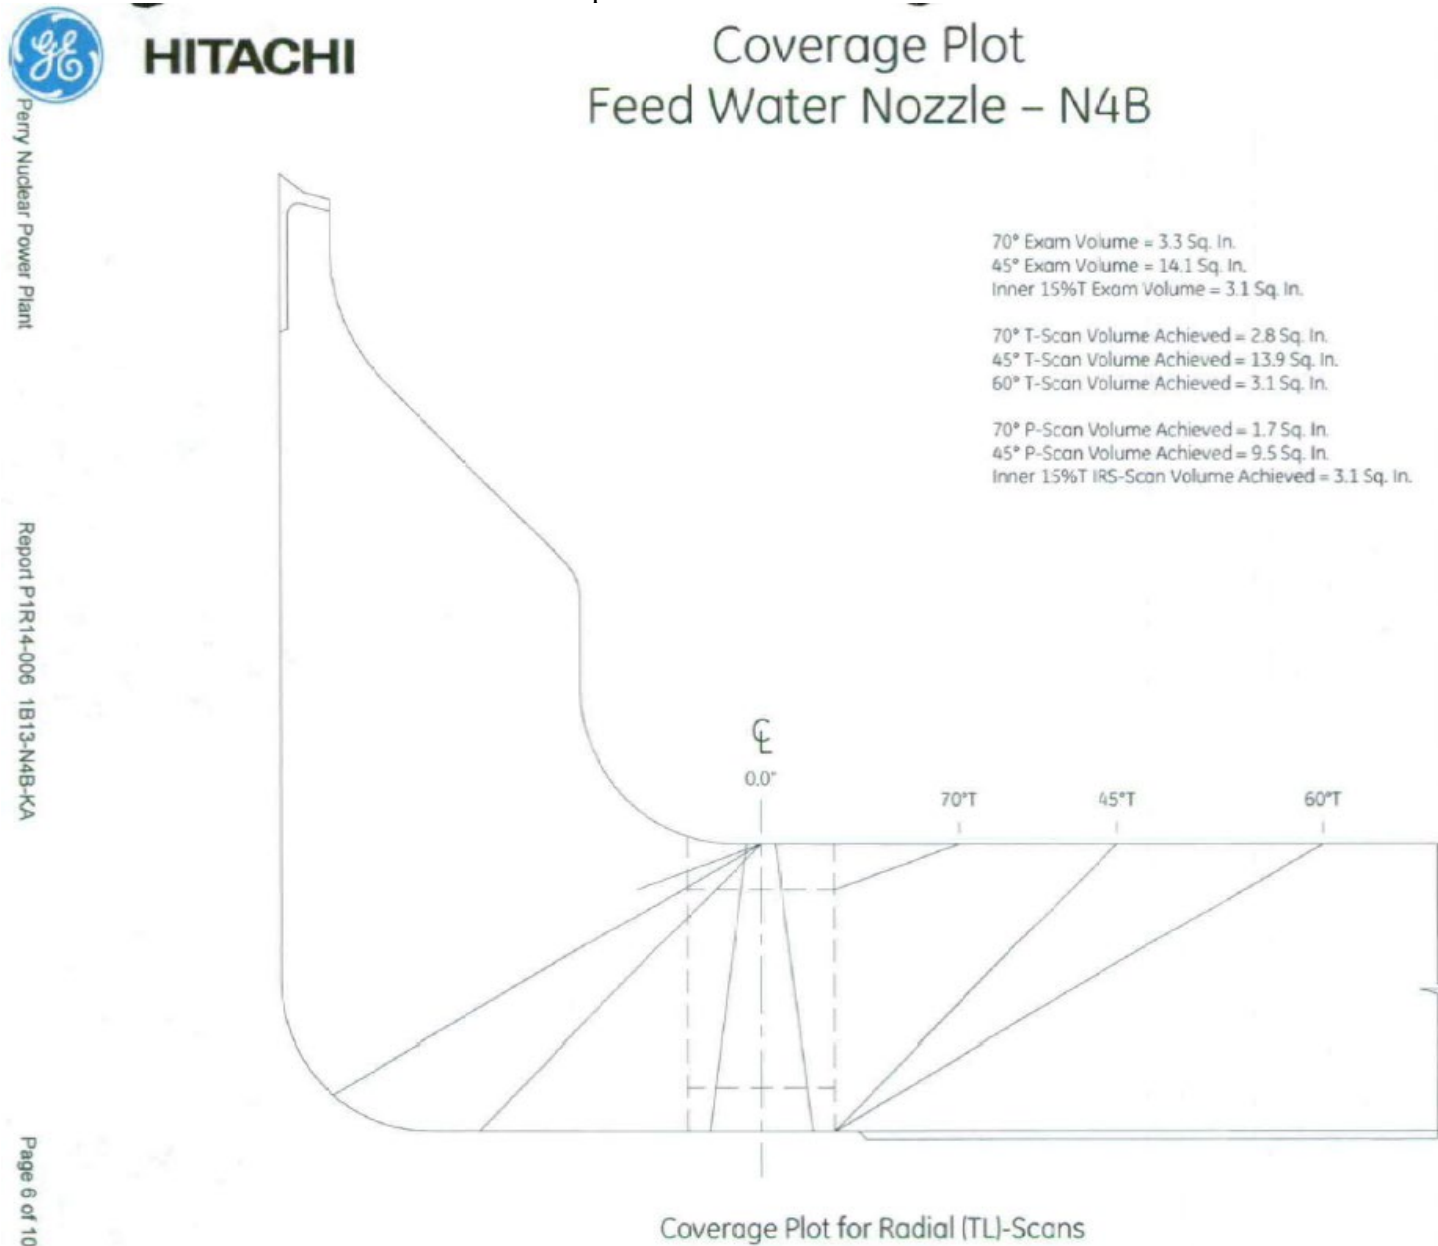 GE
HITACHI
Coverage Plot
Feed Water Nozzle – N4B
Perry Nuclear Power Plant
Report P1R14-006 1B13-N4B-KA
Page 6 of 10
70° Exam Volume = 3.3 Sq. In.
45° Exam Volume = 14.1 Sq. In.
Inner 15%T Exam Volume = 3.1 Sq. In.
70° T-Scan Volume Achieved = 2.8 Sq. In.
45° T-Scan Volume Achieved = 13.9 Sq. In.
60° T-Scan Volume Achieved = 3.1 Sq. In.
70° P-Scan Volume Achieved = 1.7 Sq. In.
45° P-Scan Volume Achieved = 9.5 Sq. In.
Inner 15%T IRS-Scan Volume Achieved = 3.1 Sq. In.
℄
0.0"
70°T
45°T
60°T
Coverage Plot for Radial (TL)-Scans